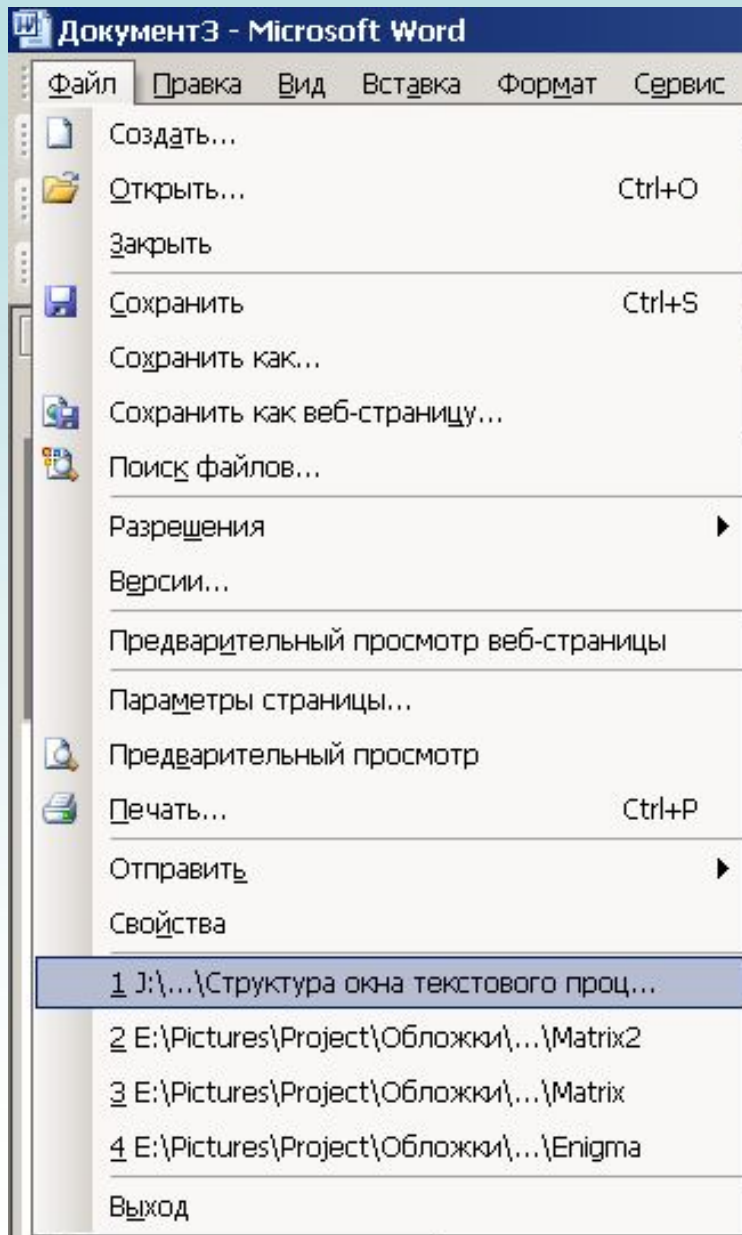 Документ3 - Microsoft Word
Файл Правка Вид Вставка Формат Сервис
Создать...
Открыть... Ctrl+O
Закрыть
Сохранить Ctrl+S
Сохранить как...
Сохранить как веб-страницу...
Поиск файлов...
Разрешения
Версии...
Предварительный просмотр веб-страницы
Параметры страницы...
Предварительный просмотр
Печать... Ctrl+P
Отправить
Свойства
1 J:\...\Структура окна текстового проц...
2 E:\Pictures\Project\Обложки\...\Matrix2
3 E:\Pictures\Project\Обложки\...\Matrix
4 E:\Pictures\Project\Обложки\...\Enigma
Выход